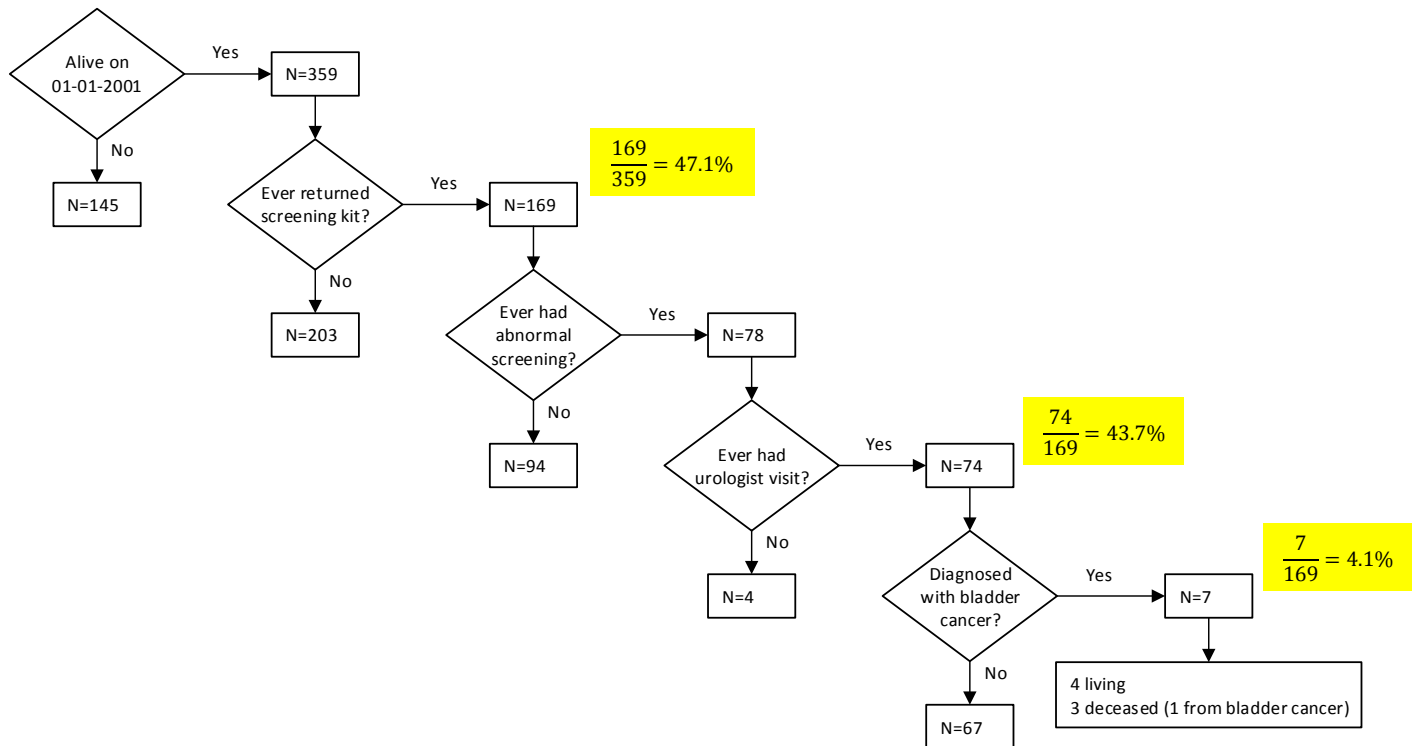 Alive on
01-01-2001
Yes
N=359
No
N=145
Ever returned
screening kit?
Yes
N=169
169
359
= 47.1%
No
N=203
Ever had
abnormal
screening?
Yes
N=78
No
N=94
Ever had
urologist visit?
Yes
N=74
74
169
= 43.7%
No
N=4
Diagnosed
with bladder
cancer?
Yes
N=7
7
169
= 4.1%
No
N=67
4 living
3 deceased (1 from bladder cancer)